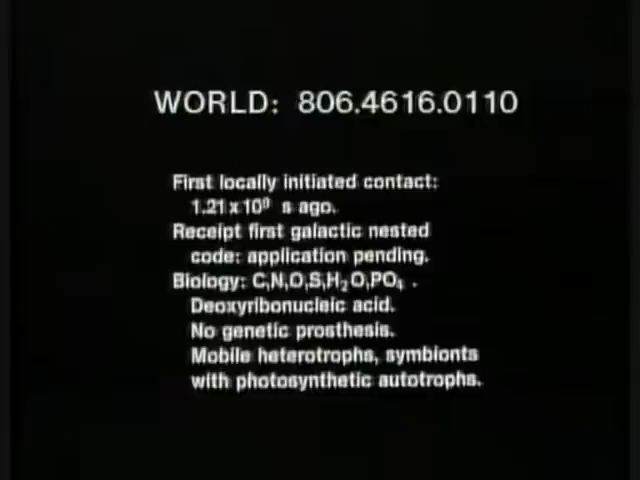 WORLD: 806.4616.0110
First locally initiated contact:
1.21 x 10⁹ s ago.
Receipt first galactic nested
code: application pending.
Biology: C,N,O,S,H₂O,PO₄ .
Deoxyribonucleic acid.
No genetic prosthesis.
Mobile heterotrophs, symbionts
with photosynthetic autotrophs.